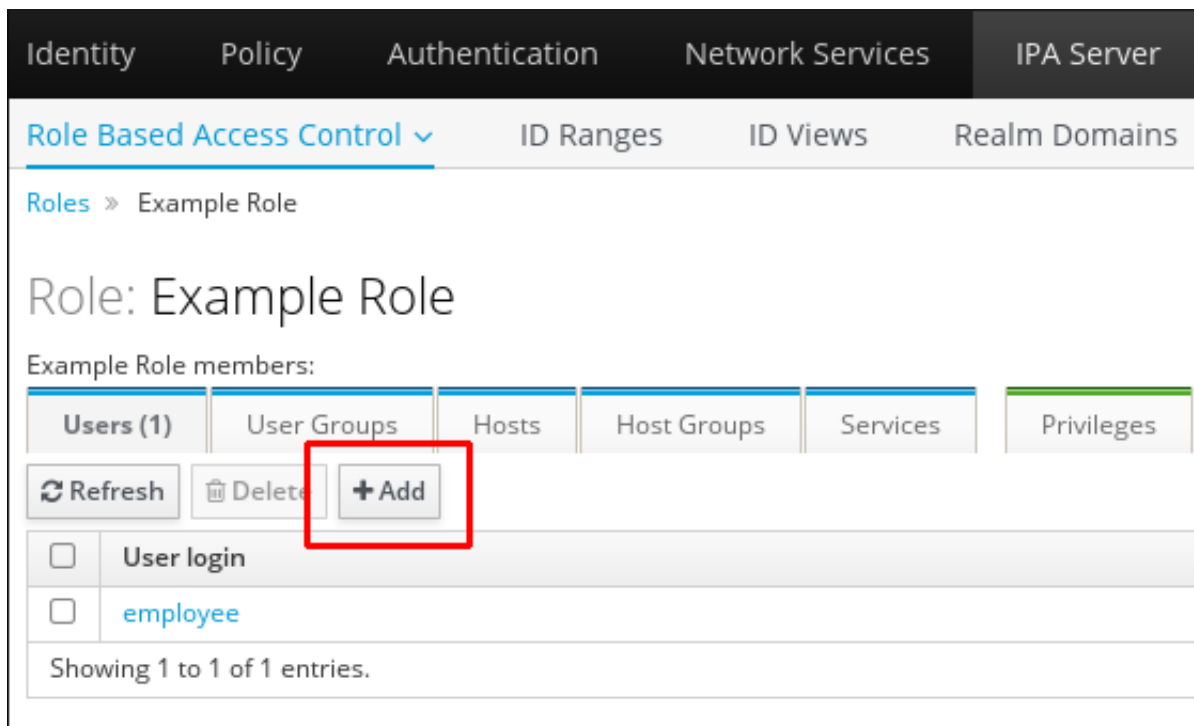 Identity Policy Authentication Network Services IPA Server
Role Based Access Control ID Ranges ID Views Realm Domains
Roles » Example Role
Role: Example Role
Example Role members:
Users (1) User Groups Hosts Host Groups Services Privileges
Refresh Delete + Add
User login
employee
Showing 1 to 1 of 1 entries.